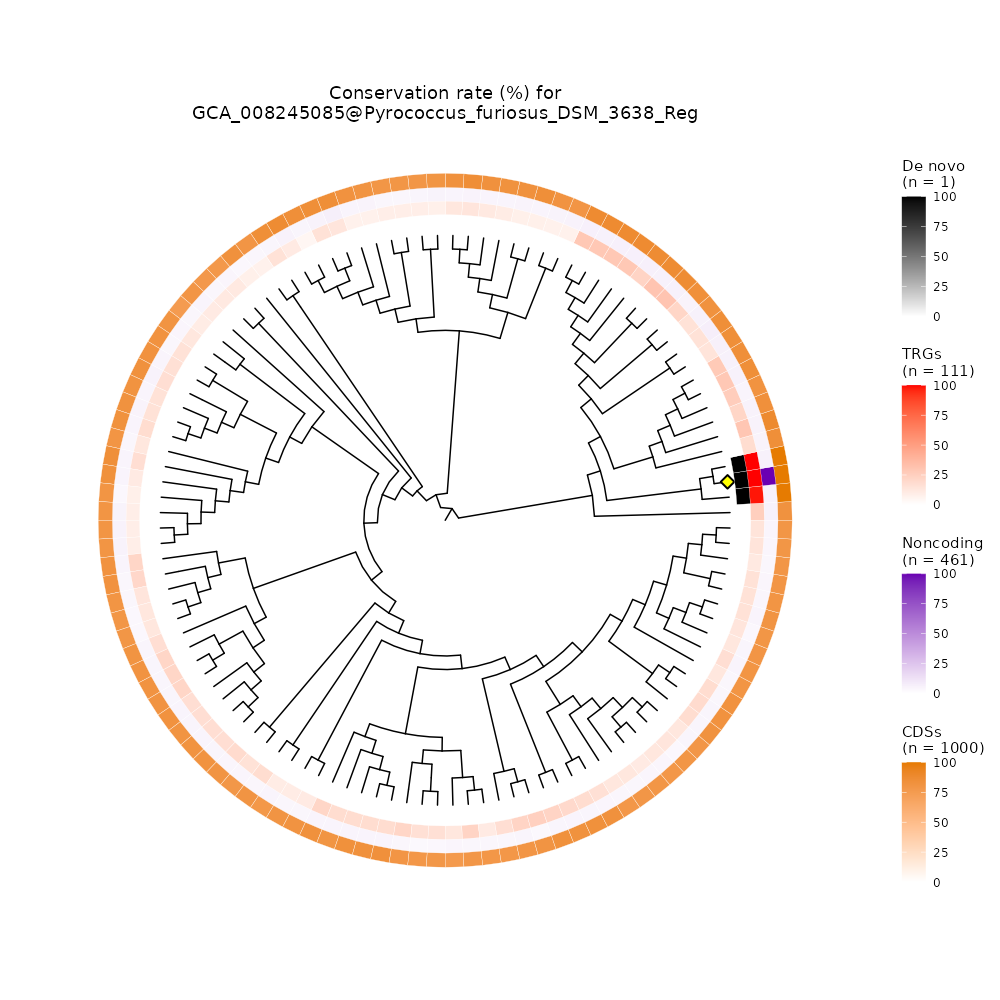 Conservation rate (%) for
GCA_008245085@Pyrococcus_furiosus_DSM_3638_Reg
De novo
(n = 1)
100
75
50
25
0
TRGs
(n = 111)
100
75
50
25
0
Noncoding
(n = 461)
100
75
50
25
0
CDSs
(n = 1000)
100
75
50
25
0